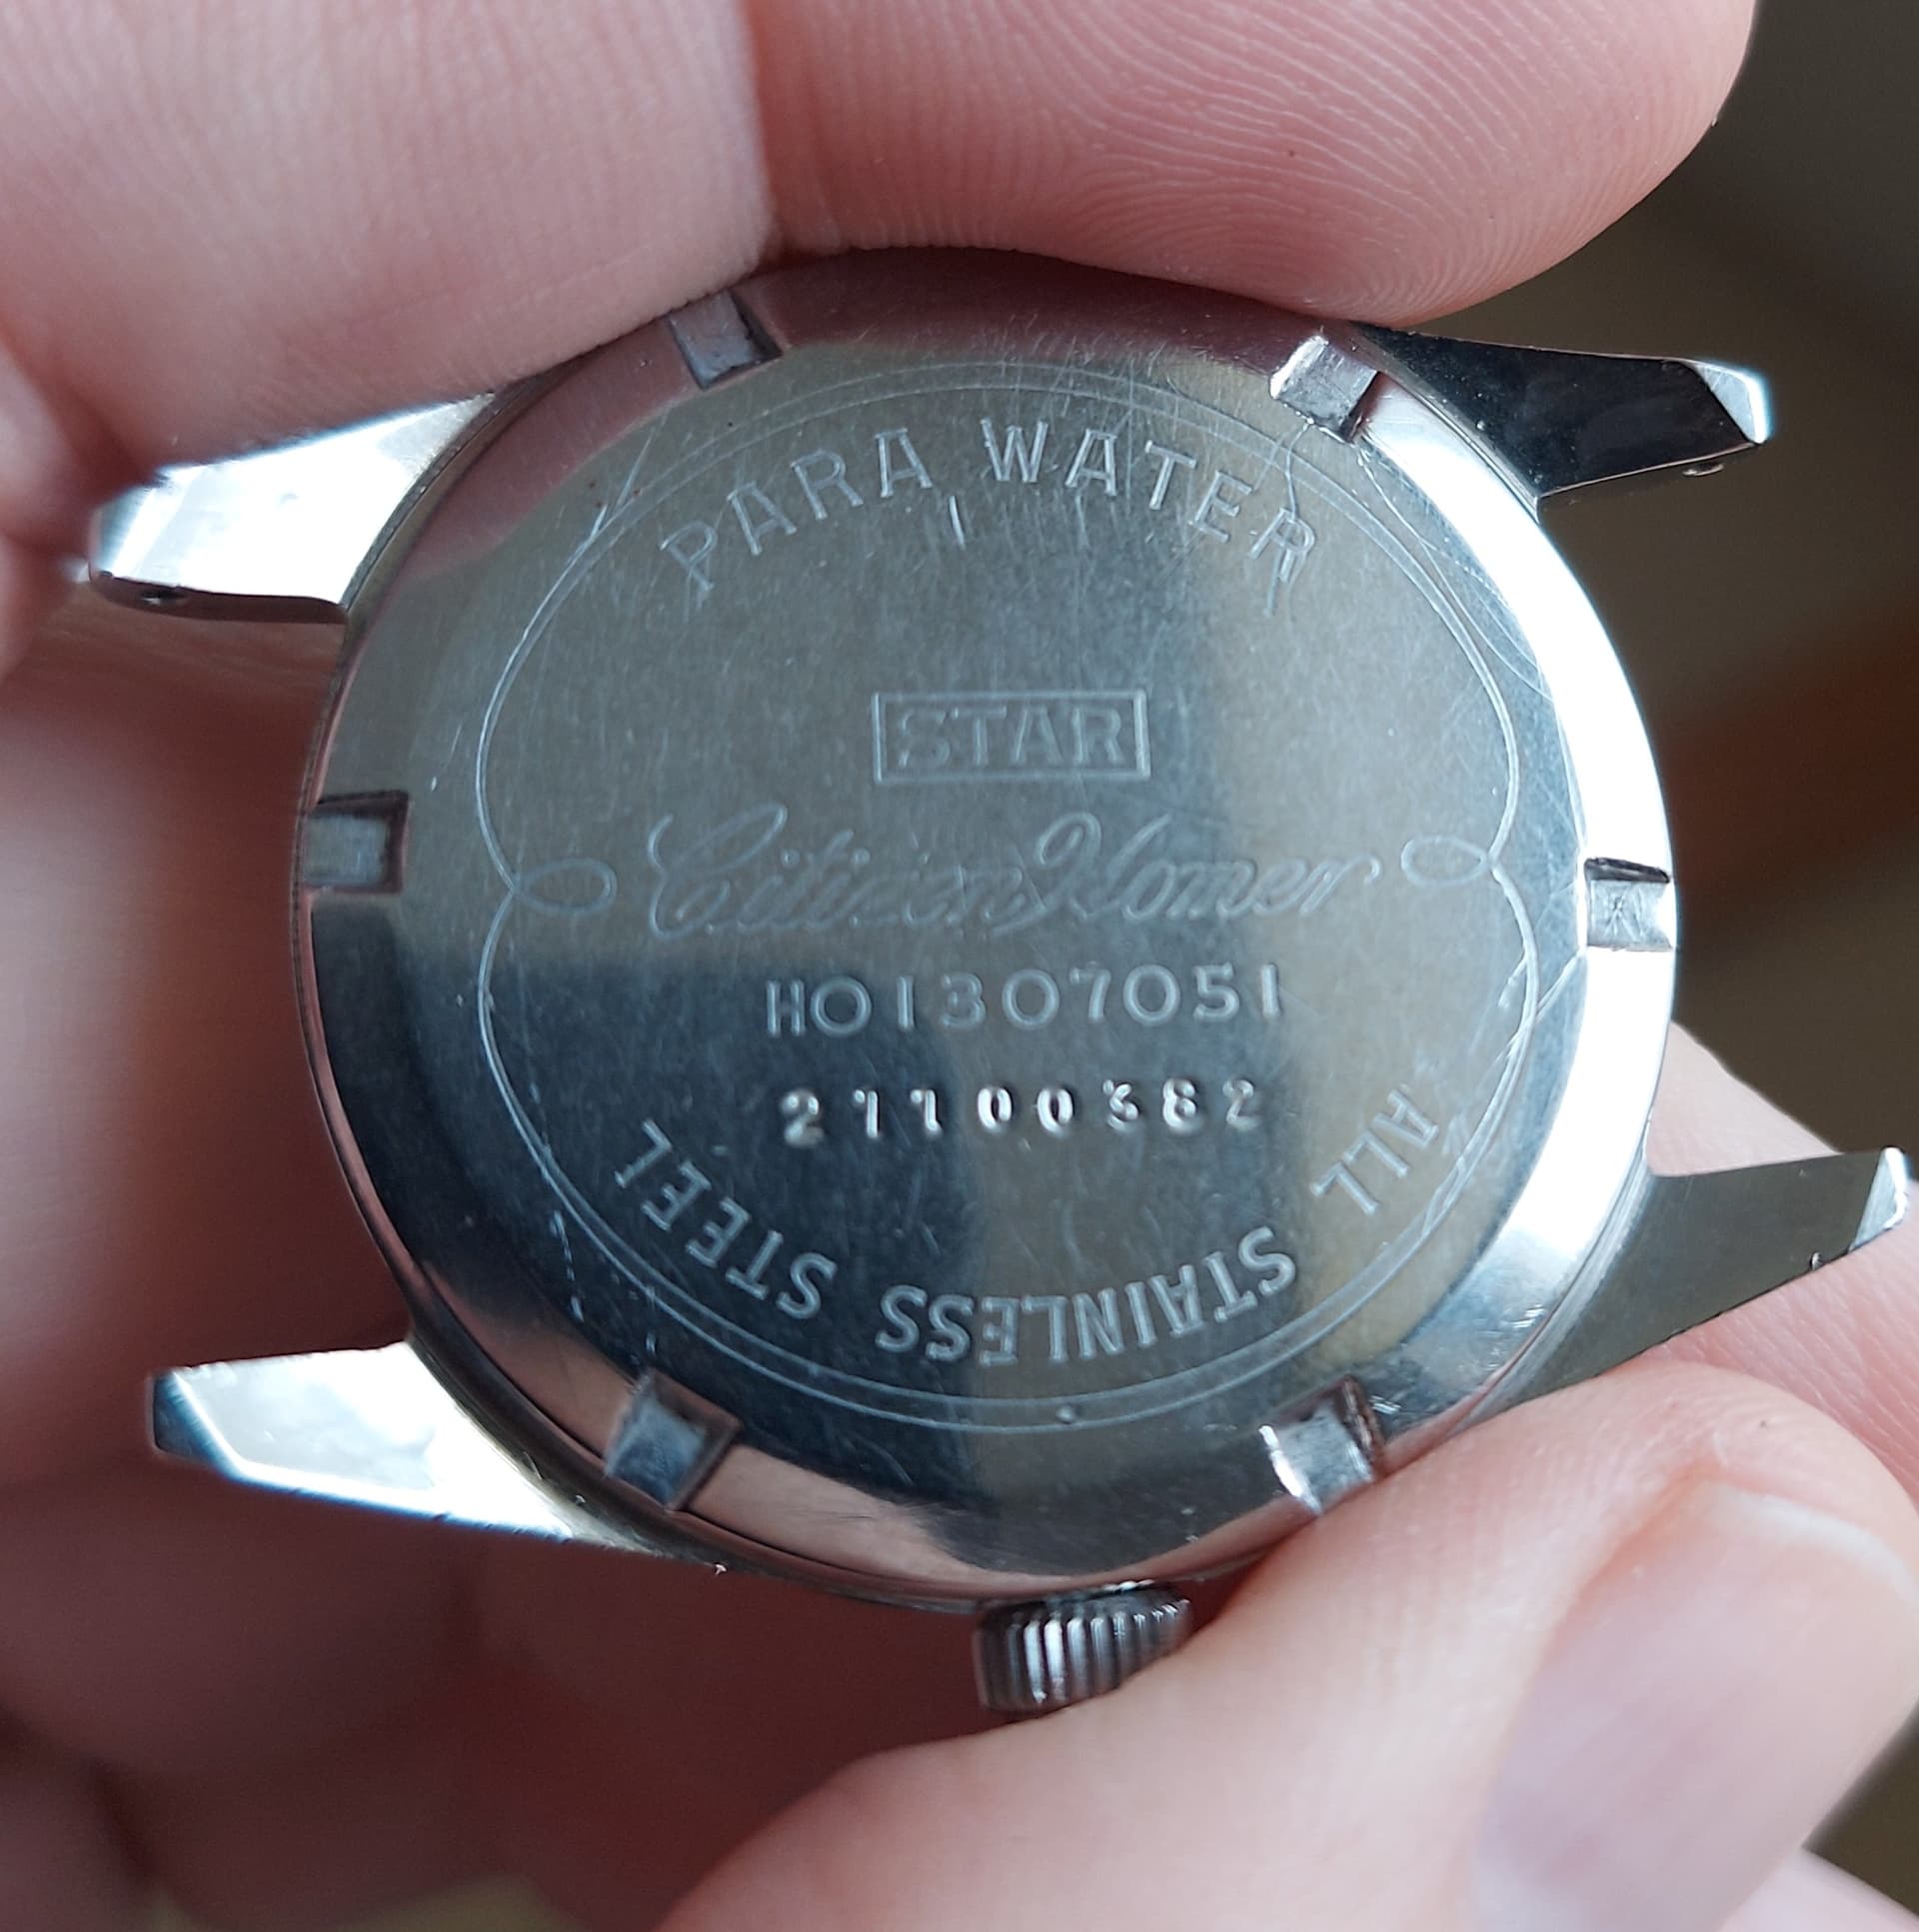 PARA WATER
STAR
Citizen Homer
HO1307051
21100382
ALL STAINLESS STEEL